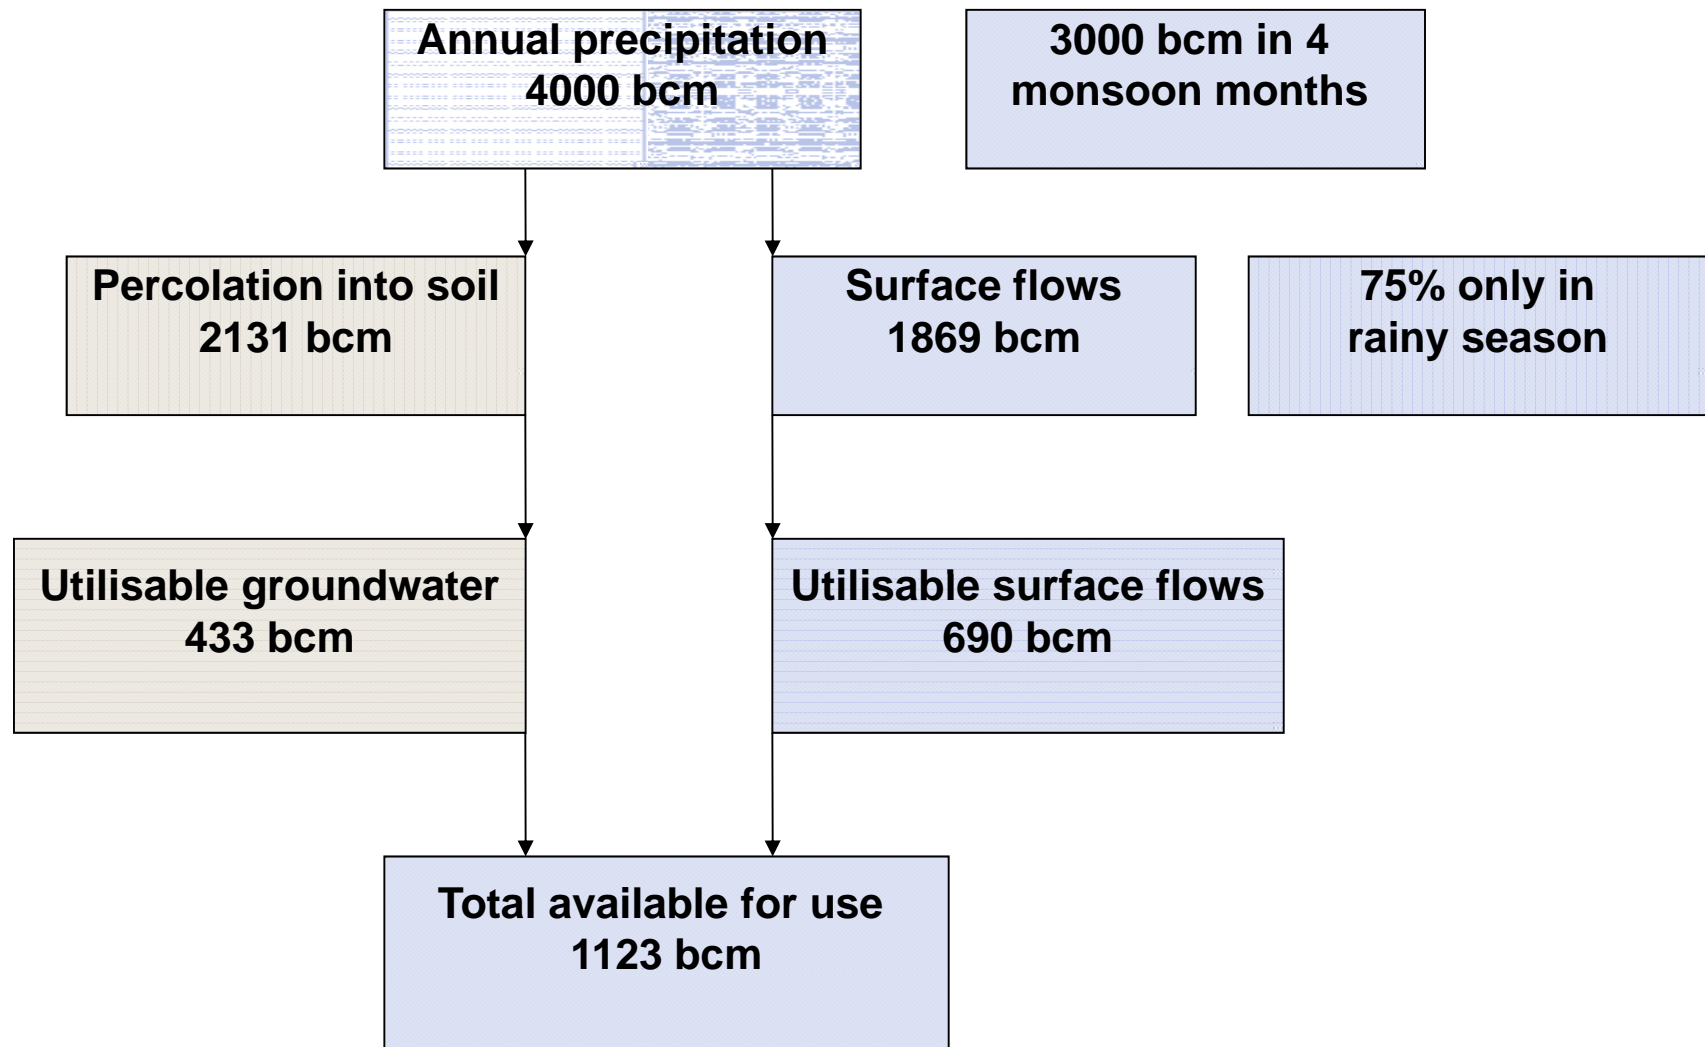 Annual precipitation
4000 bcm
3000 bcm in 4
monsoon months
Percolation into soil
2131 bcm
Surface flows
1869 bcm
75% only in
rainy season
Utilisable groundwater
433 bcm
Utilisable surface flows
690 bcm
Total available for use
1123 bcm